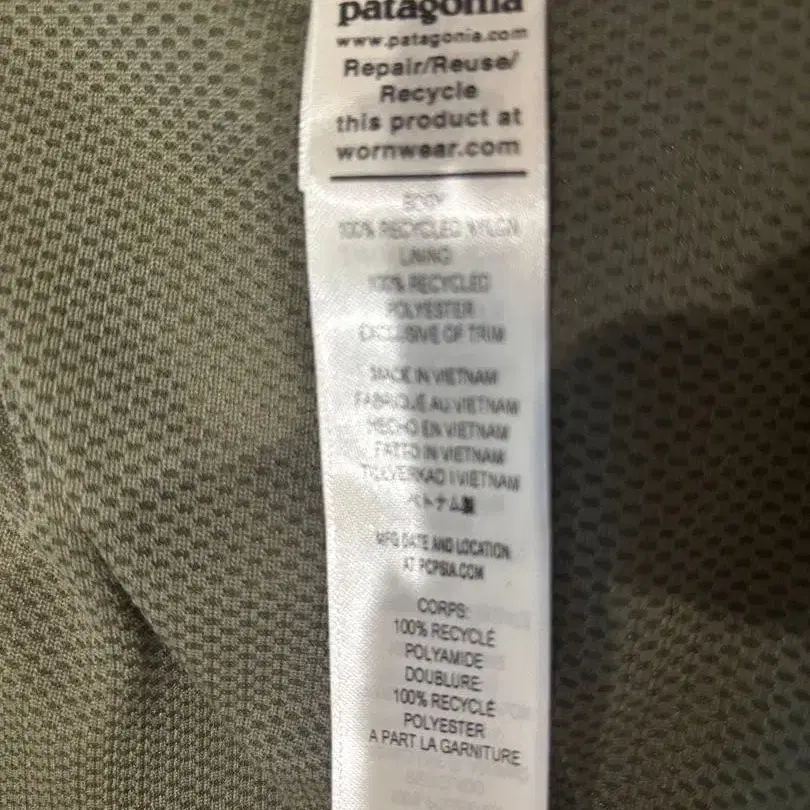 patagonia
www.patagonia.com
Repair/Reuse/
Recycle
this product at
wornwear.com
BODY
100% RECYCLED NYLON
LINING
100% RECYCLED
POLYESTER
EXCLUSIVE OF TRIM
MADE IN VIETNAM
FABRIQUÉ AU VIETNAM
HECHO EN VIETNAM
FATTO IN VIETNAM
TILLVERKAD I VIETNAM
ベトナム製
MFG DATE AND LOCATION
AT PCPSIA.COM
CORPS:
100% RECYCLÉ
POLYAMIDE
DOUBLURE:
100% RECYCLÉ
POLYESTER
A PART LA GARNITURE